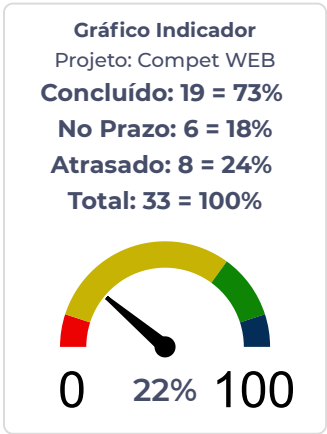 Gráfico Indicador
Projeto: Compet WEB
Concluído: 19 = 73%
No Prazo: 6 = 18%
Atrasado: 8 = 24%
Total: 33 = 100%
0 22% 100